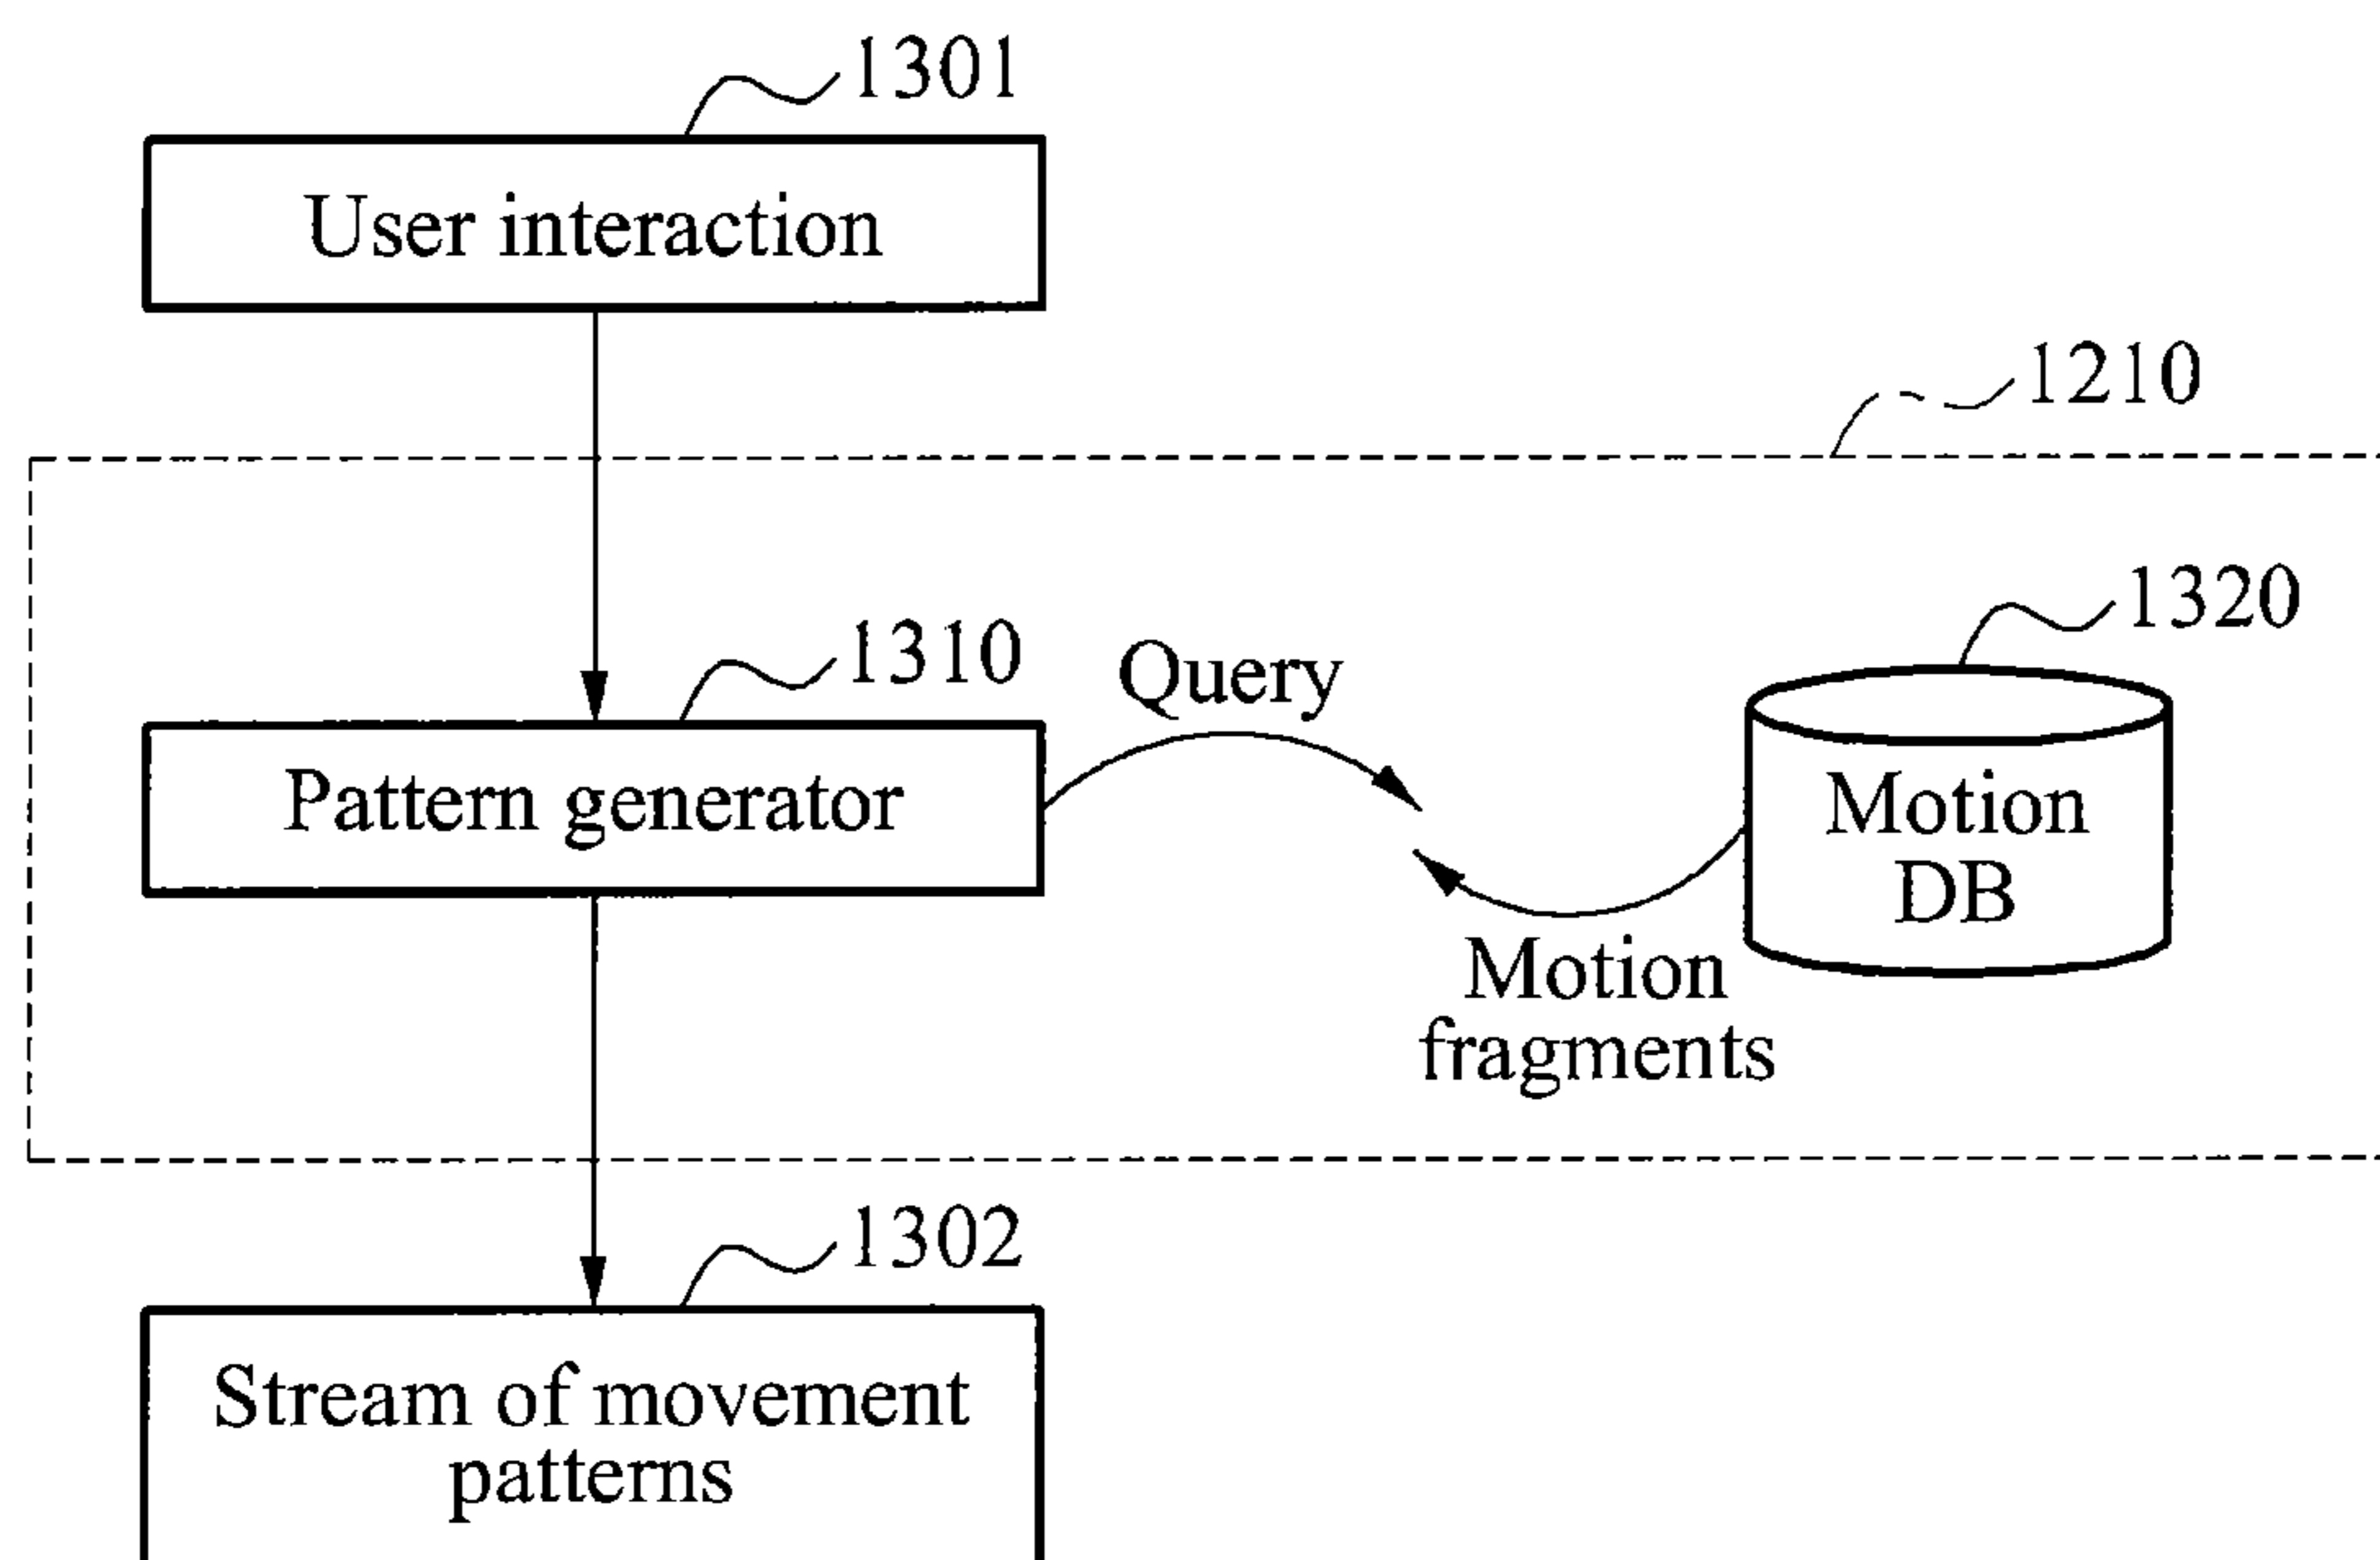 1301
User interaction
1210
1320
1310
Query
Pattern generator
Motion
DB
Motion
fragments
1302
Stream of movement
patterns